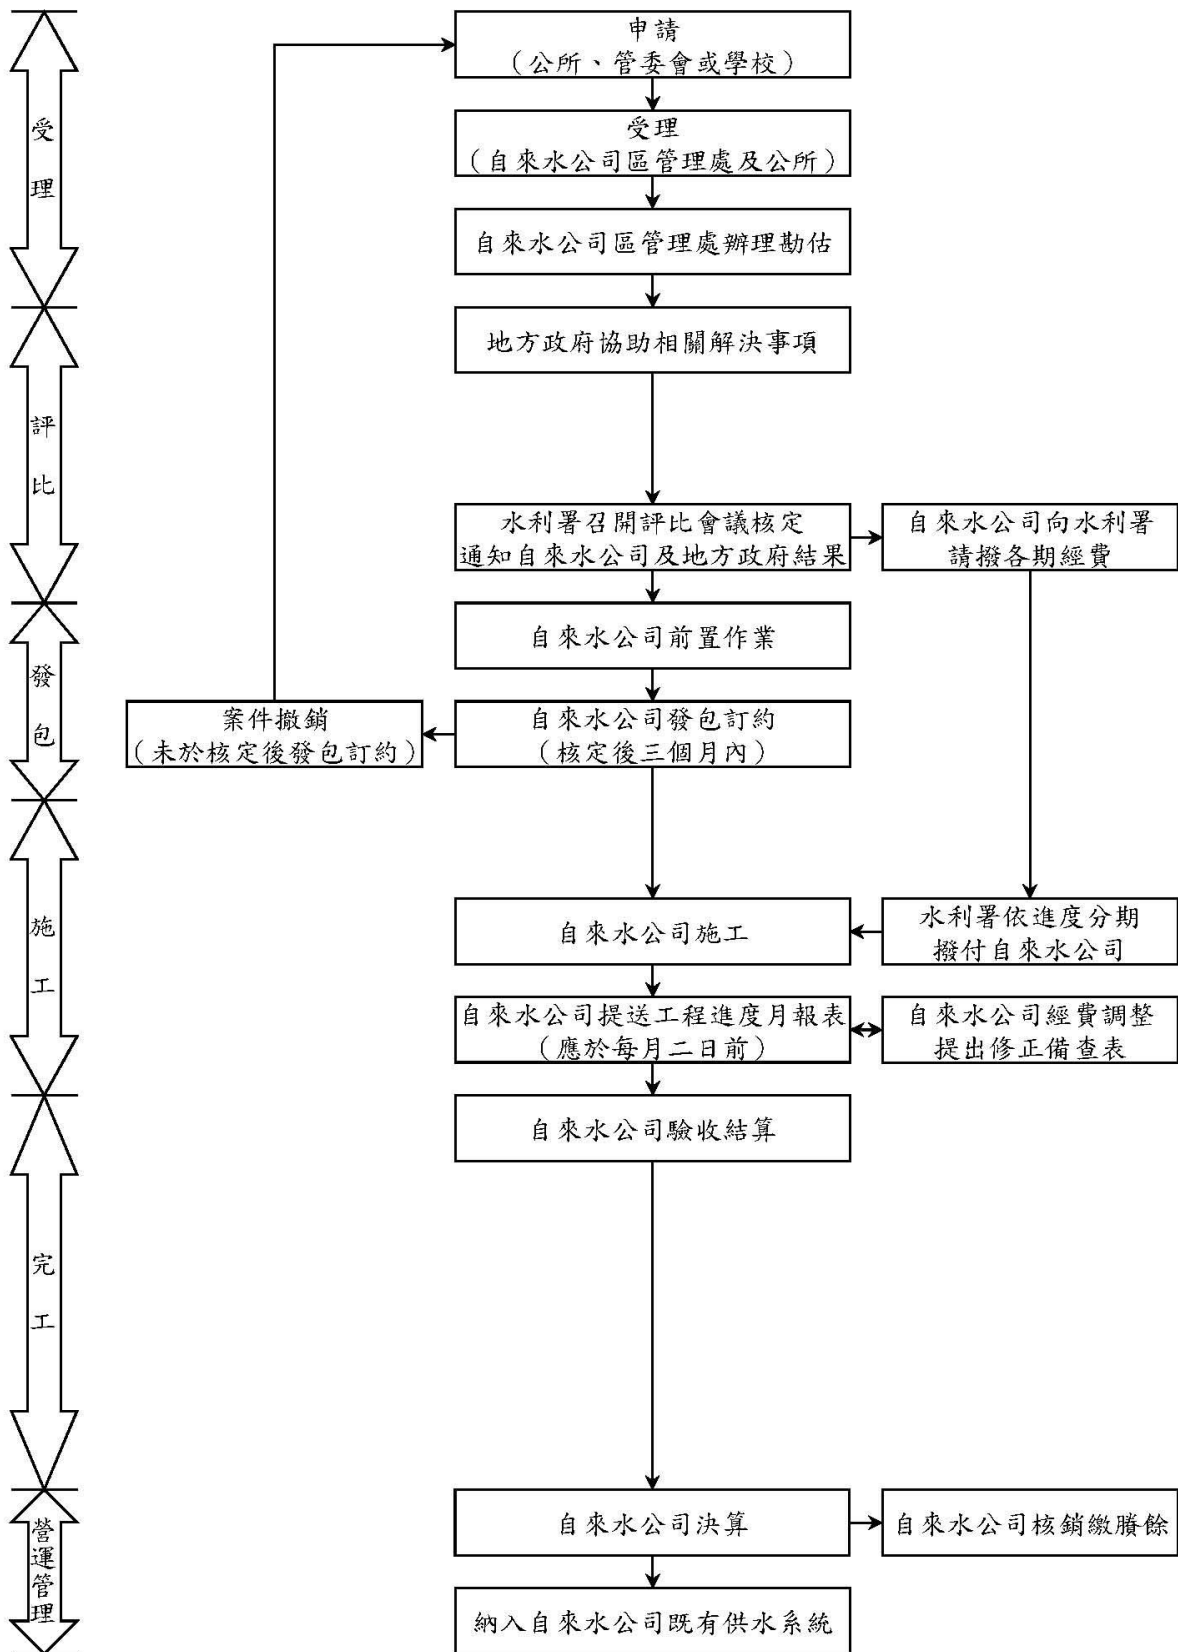 受
理
評
比
發
包
施
工
完
工
營
運
管
理
申請
（公所、管委會或學校）
受理
（自來水公司區管理處及公所）
自來水公司區管理處辦理勘估
地方政府協助相關解決事項
水利署召開評比會議核定
通知自來水公司及地方政府結果
自來水公司向水利署
請撥各期經費
自來水公司前置作業
案件撤銷
（未於核定後發包訂約）
自來水公司發包訂約
（核定後三個月內）
自來水公司施工
水利署依進度分期
撥付自來水公司
自來水公司提送工程進度月報表
（應於每月二日前）
自來水公司經費調整
提出修正備查表
自來水公司驗收結算
自來水公司決算
自來水公司核銷繳賸餘
納入自來水公司既有供水系統